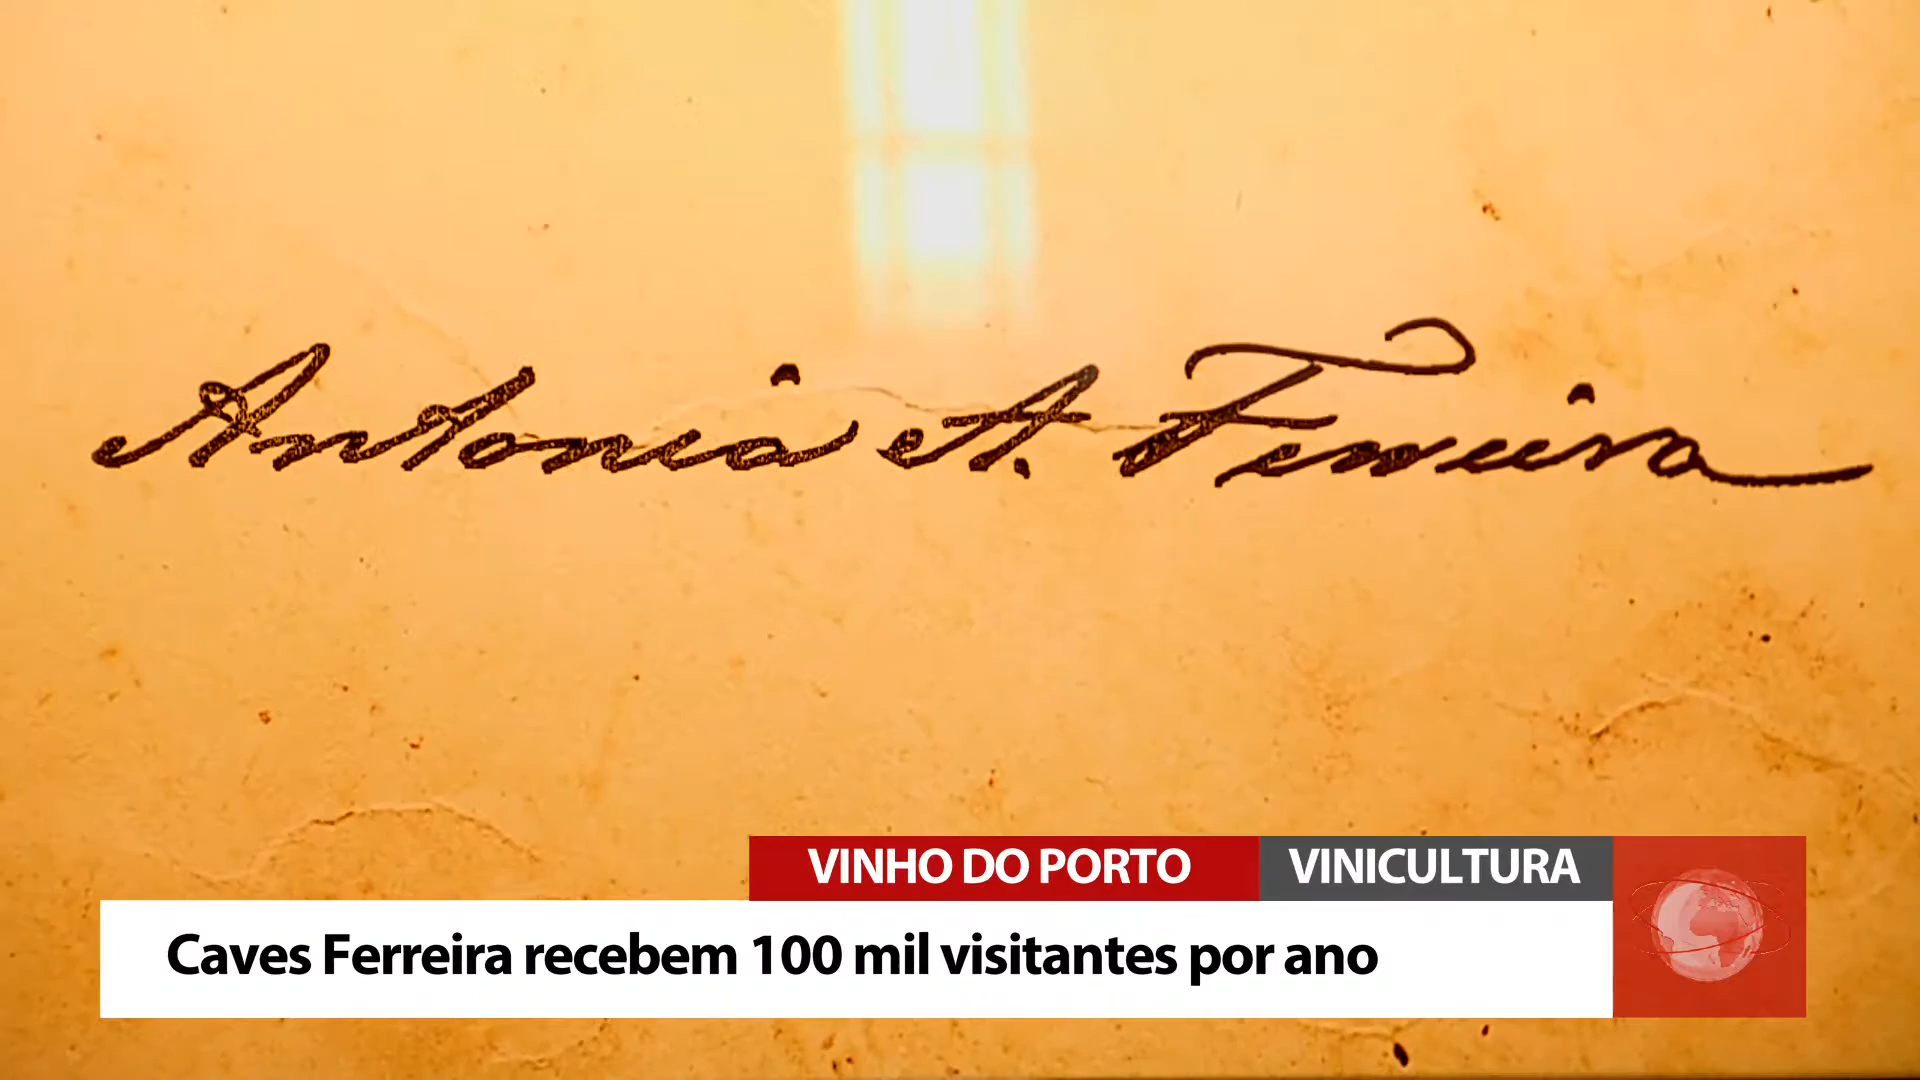 Antonia A. Ferreira
VINHO DO PORTO VINICULTURA
Caves Ferreira recebem 100 mil visitantes por ano